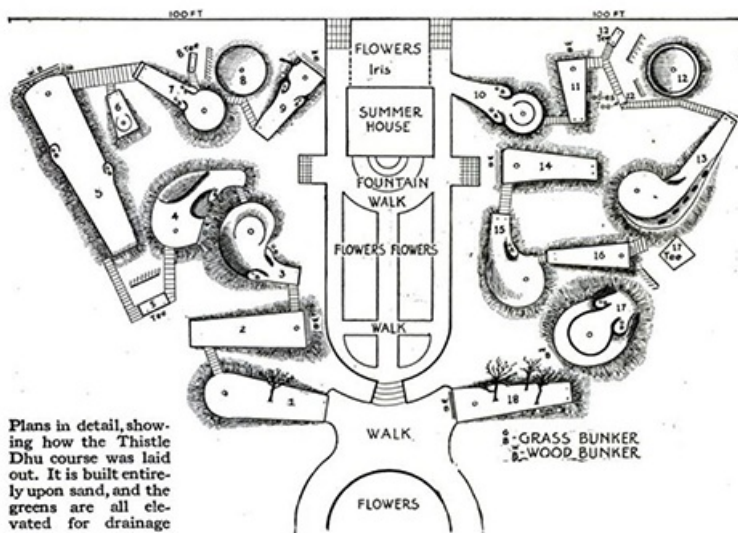 100 FT
100 FT.
FLOWERS
Iris
SUMMER
HOUSE
FOUNTAIN
WALK
FLOWERS FLOWERS
WALK
WALK
FLOWERS
8 Tee
8
7
6
9
5
4
3
5
Tee
2
1
10
11
12
Tee
12
12
13
14
15
16
17
Tee
17
18
- GRASS BUNKER
- WOOD BUNKER
Plans in detail, show-
ing how the Thistle
Dhu course was laid
out. It is built entire-
ly upon sand, and the
greens are all ele-
vated for drainage